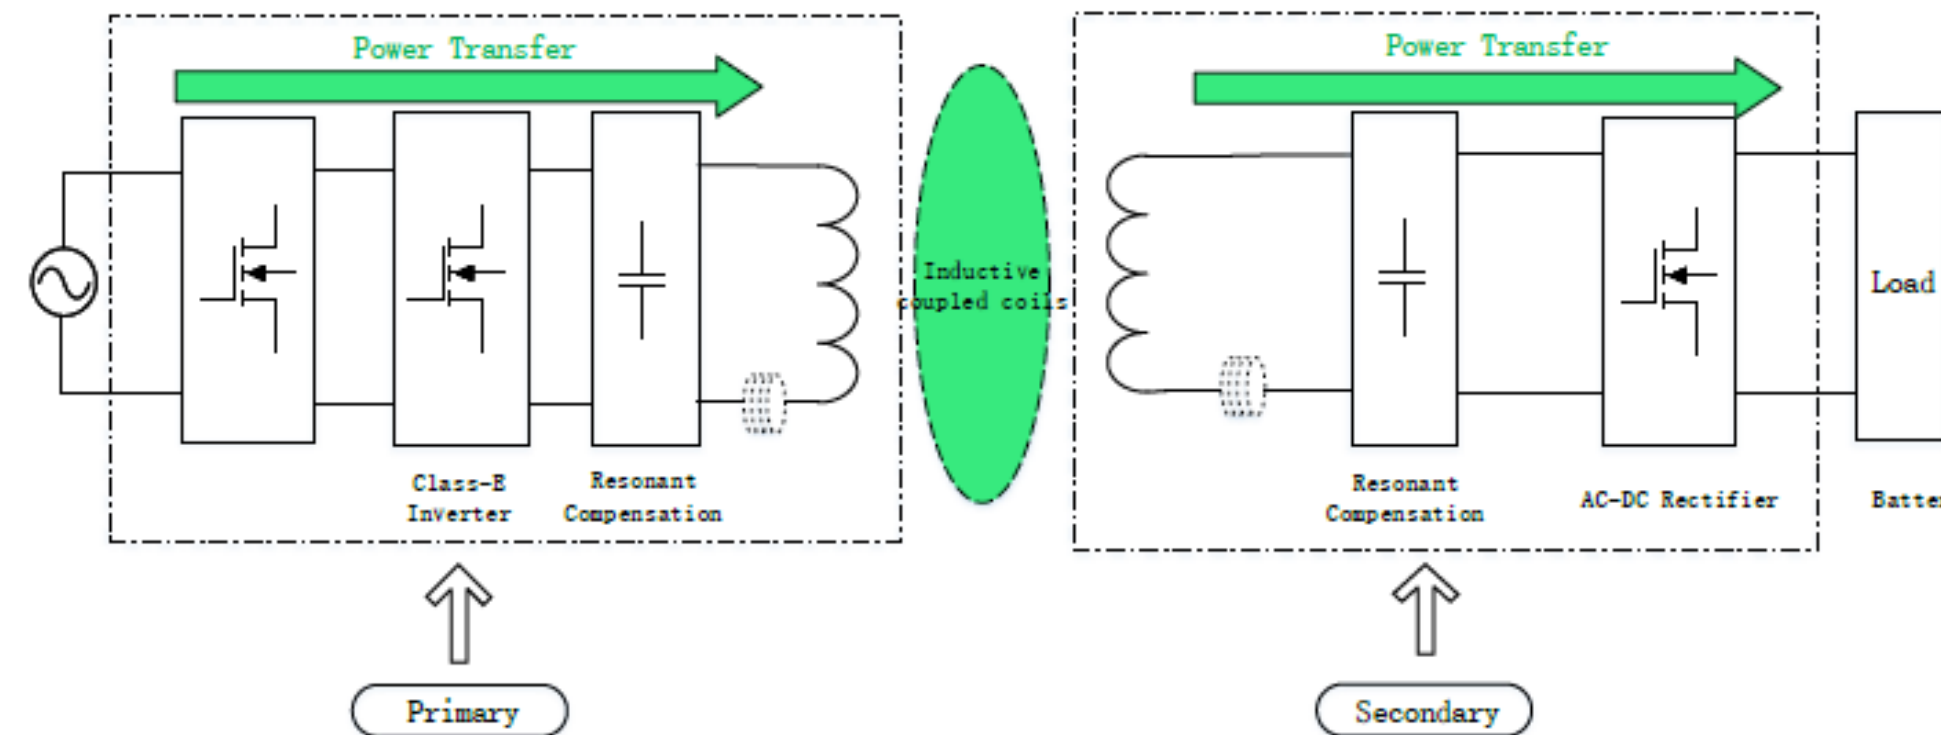 Power Transfer
Power Transfer
Inductive
coupled coils
Load
Class-E
Inverter
Resonant
Compensation
Resonant
Compensation
AC-DC Rectifier
Primary
Secondary